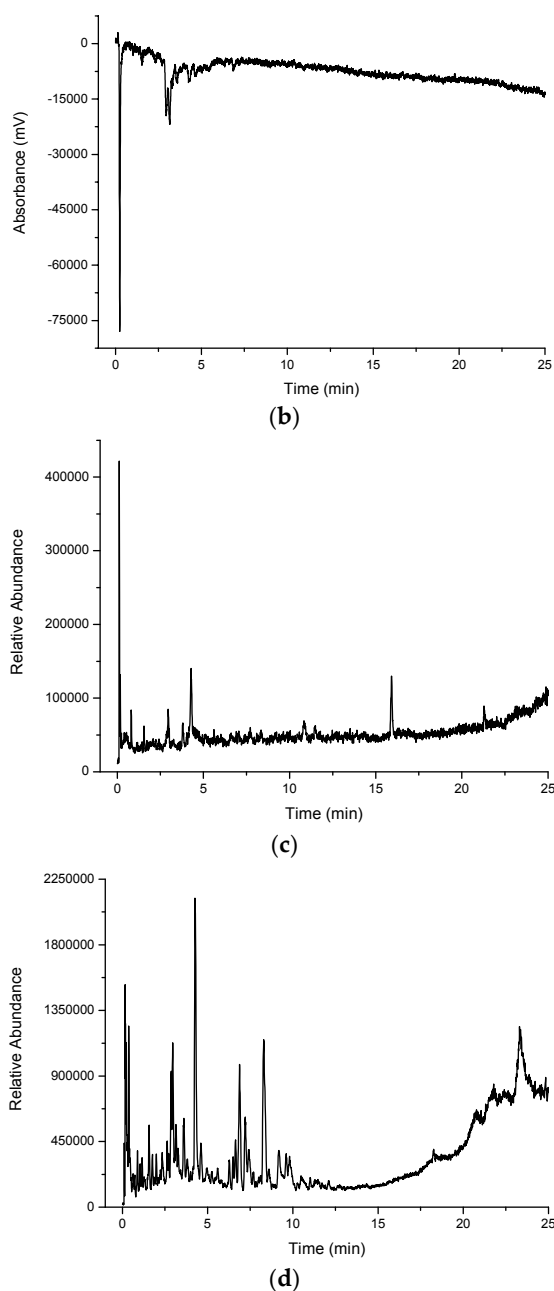 0
-15000
-30000
-45000
-60000
-75000
Absorbance (mV)
0 5 10 15 20 25
Time (min)
(b)
400000
300000
200000
100000
0
Relative Abundance
0 5 10 15 20 25
Time (min)
(c)
2250000
1800000
1350000
900000
450000
0
Relative Abundance
0 5 10 15 20 25
Time (min)
(d)